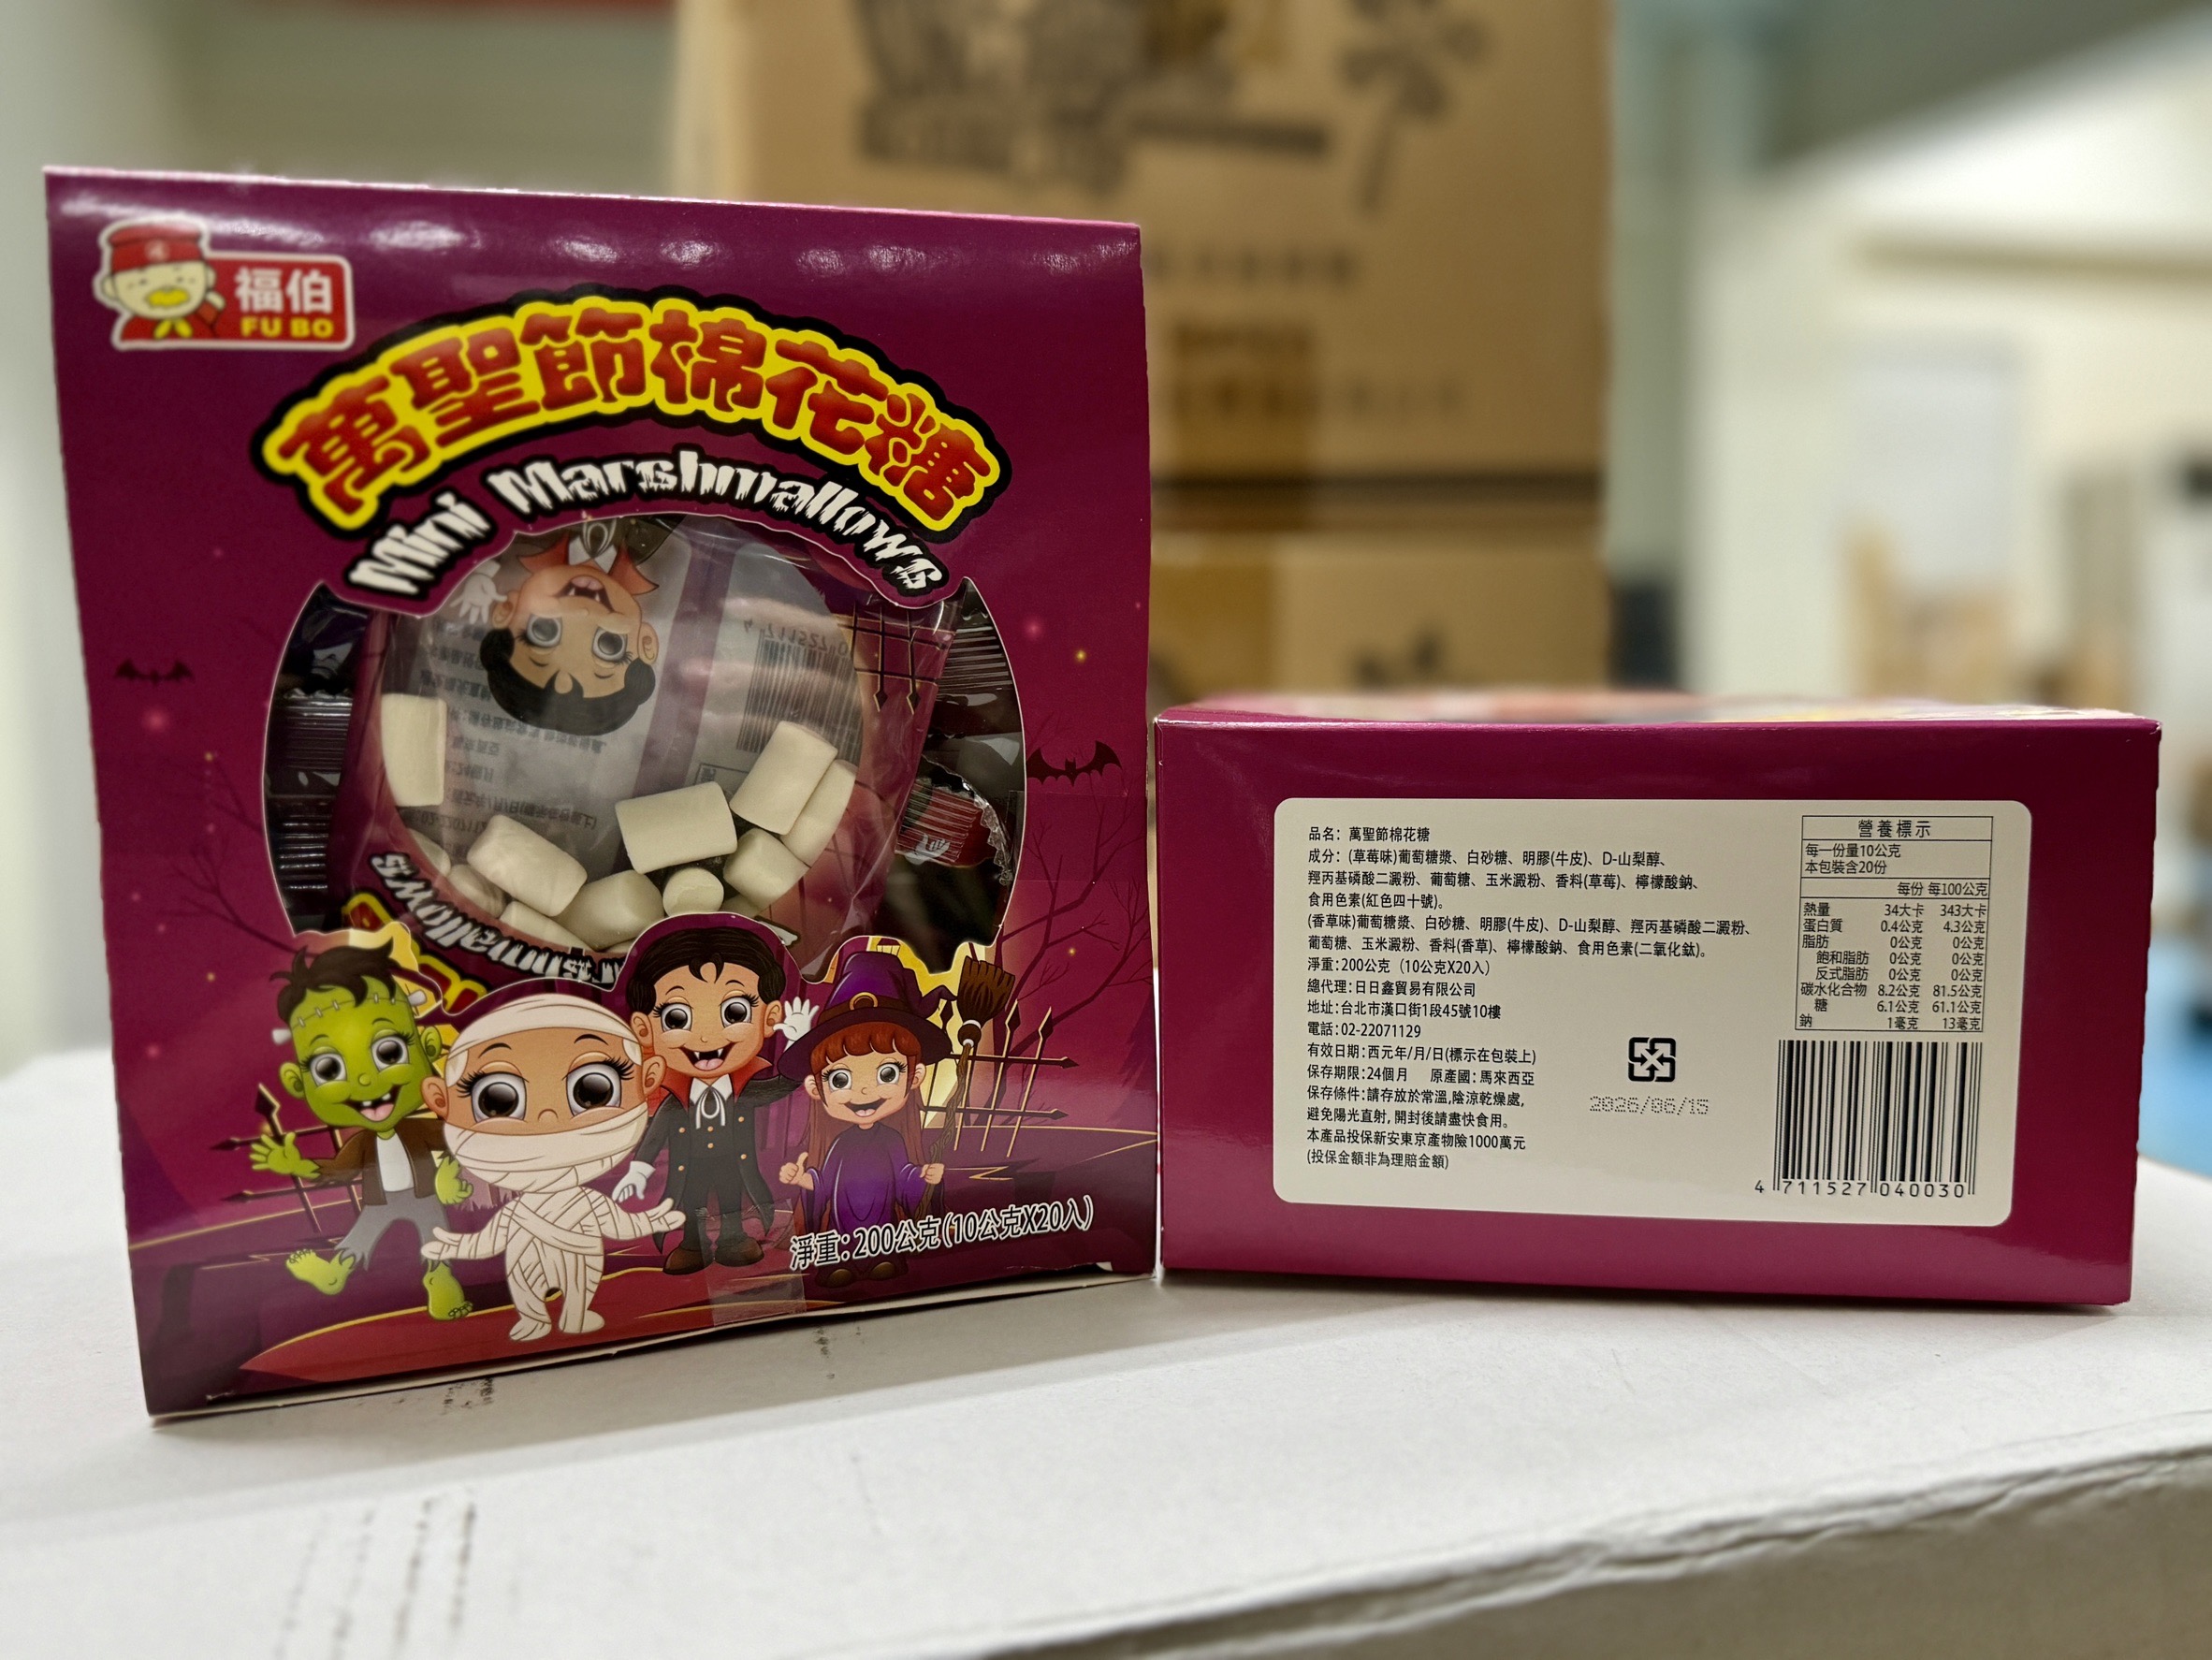 福伯
FU BO
萬聖節棉花糖
Mini Marshmallows
淨重：200公克(10公克X20入)
品名：萬聖節棉花糖
成分：(草莓味)葡萄糖漿、白砂糖、明膠(牛皮)、D-山梨醇、
羥丙基磷酸二澱粉、葡萄糖、玉米澱粉、香料(草莓)、檸檬酸鈉、
食用色素(紅色四十號)。
(香草味)葡萄糖漿、白砂糖、明膠(牛皮)、D-山梨醇、羥丙基磷酸二澱粉、
葡萄糖、玉米澱粉、香料(香草)、檸檬酸鈉、食用色素(二氧化鈦)。
淨重:200公克（10公克X20入）
總代理:日日鑫貿易有限公司
地址:台北市漢口街1段45號10樓
電話:02-22071129
有效日期:西元年/月/日(標示在包裝上)
保存期限:24個月 原產國:馬來西亞
保存條件:請存放於常溫,陰涼乾燥處,
避免陽光直射,開封後請盡快食用。
本產品投保新安東京產物險1000萬元
(投保金額非為理賠金額)
2026/06/15
營養標示
每一份量10公克
本包裝含20份
每份 每100公克
熱量 34大卡 343大卡
蛋白質 0.4公克 4.3公克
脂肪 0公克 0公克
飽和脂肪 0公克 0公克
反式脂肪 0公克 0公克
碳水化合物 8.2公克 81.5公克
糖 6.1公克 61.1公克
鈉 1毫克 13毫克
4 711527 040030